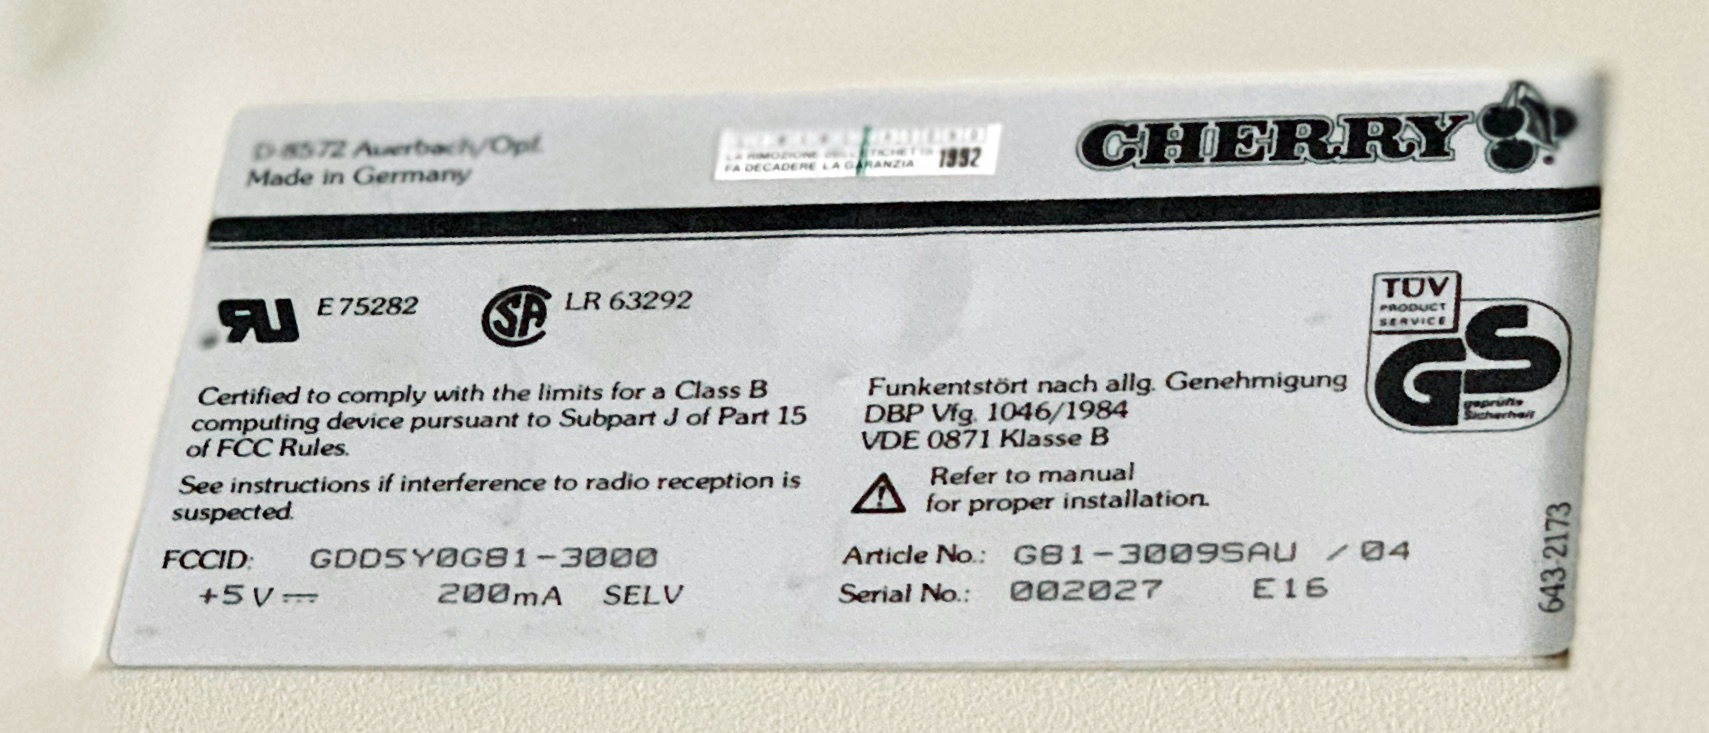 D-8572 Auerbach/Opf.
Made in Germany
LA RIMOZIONE DELL'ETICHETTA
FA DECADERE LA GARANZIA 1992
CHERRY
E 75282
SA LR 63292
TÜV
PRODUCT
SERVICE
GS
geprüfte
Sicherheit
Certified to comply with the limits for a Class B
computing device pursuant to Subpart J of Part 15
of FCC Rules.
See instructions if interference to radio reception is
suspected.
FCCID: GDD5Y0G81-3000
+5 V 200mA SELV
Funkentstört nach allg. Genehmigung
DBP Vfg. 1046/1984
VDE 0871 Klasse B
Refer to manual
for proper installation.
Article No.: G81-3009SAU /04
Serial No.: 002027 E16
643-2173